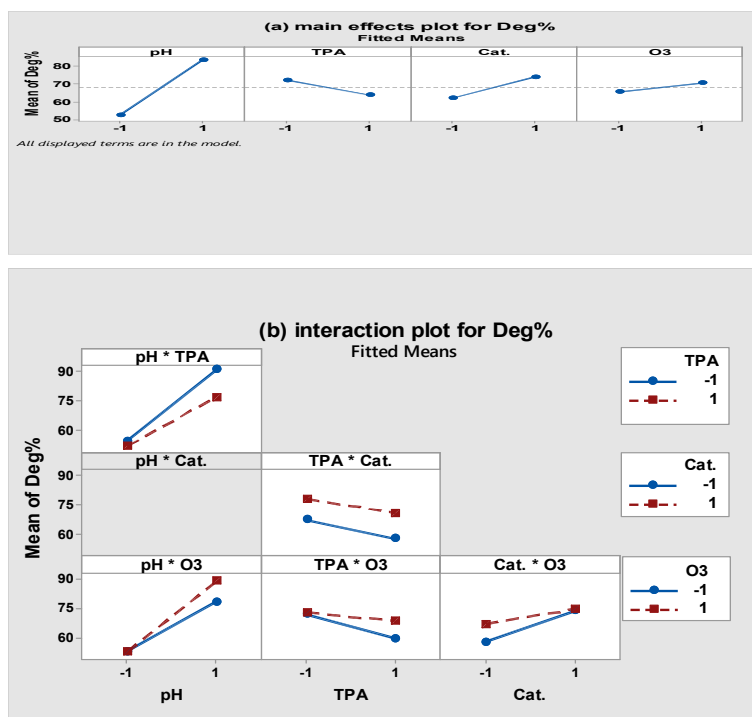 (a) main effects plot for Deg%
Fitted Means
pH TPA Cat. O3
Mean of Deg%
80
70
60
50
-1 1 -1 1 -1 1 -1 1
All displayed terms are in the model.
(b) interaction plot for Deg%
Fitted Means
pH * TPA
90
75
60
TPA
-1
1
pH * Cat. TPA * Cat.
90
75
60
Cat.
-1
1
Mean of Deg%
pH * O3 TPA * O3 Cat. * O3
90
75
60
O3
-1
1
-1 1 -1 1 -1 1
pH TPA Cat.